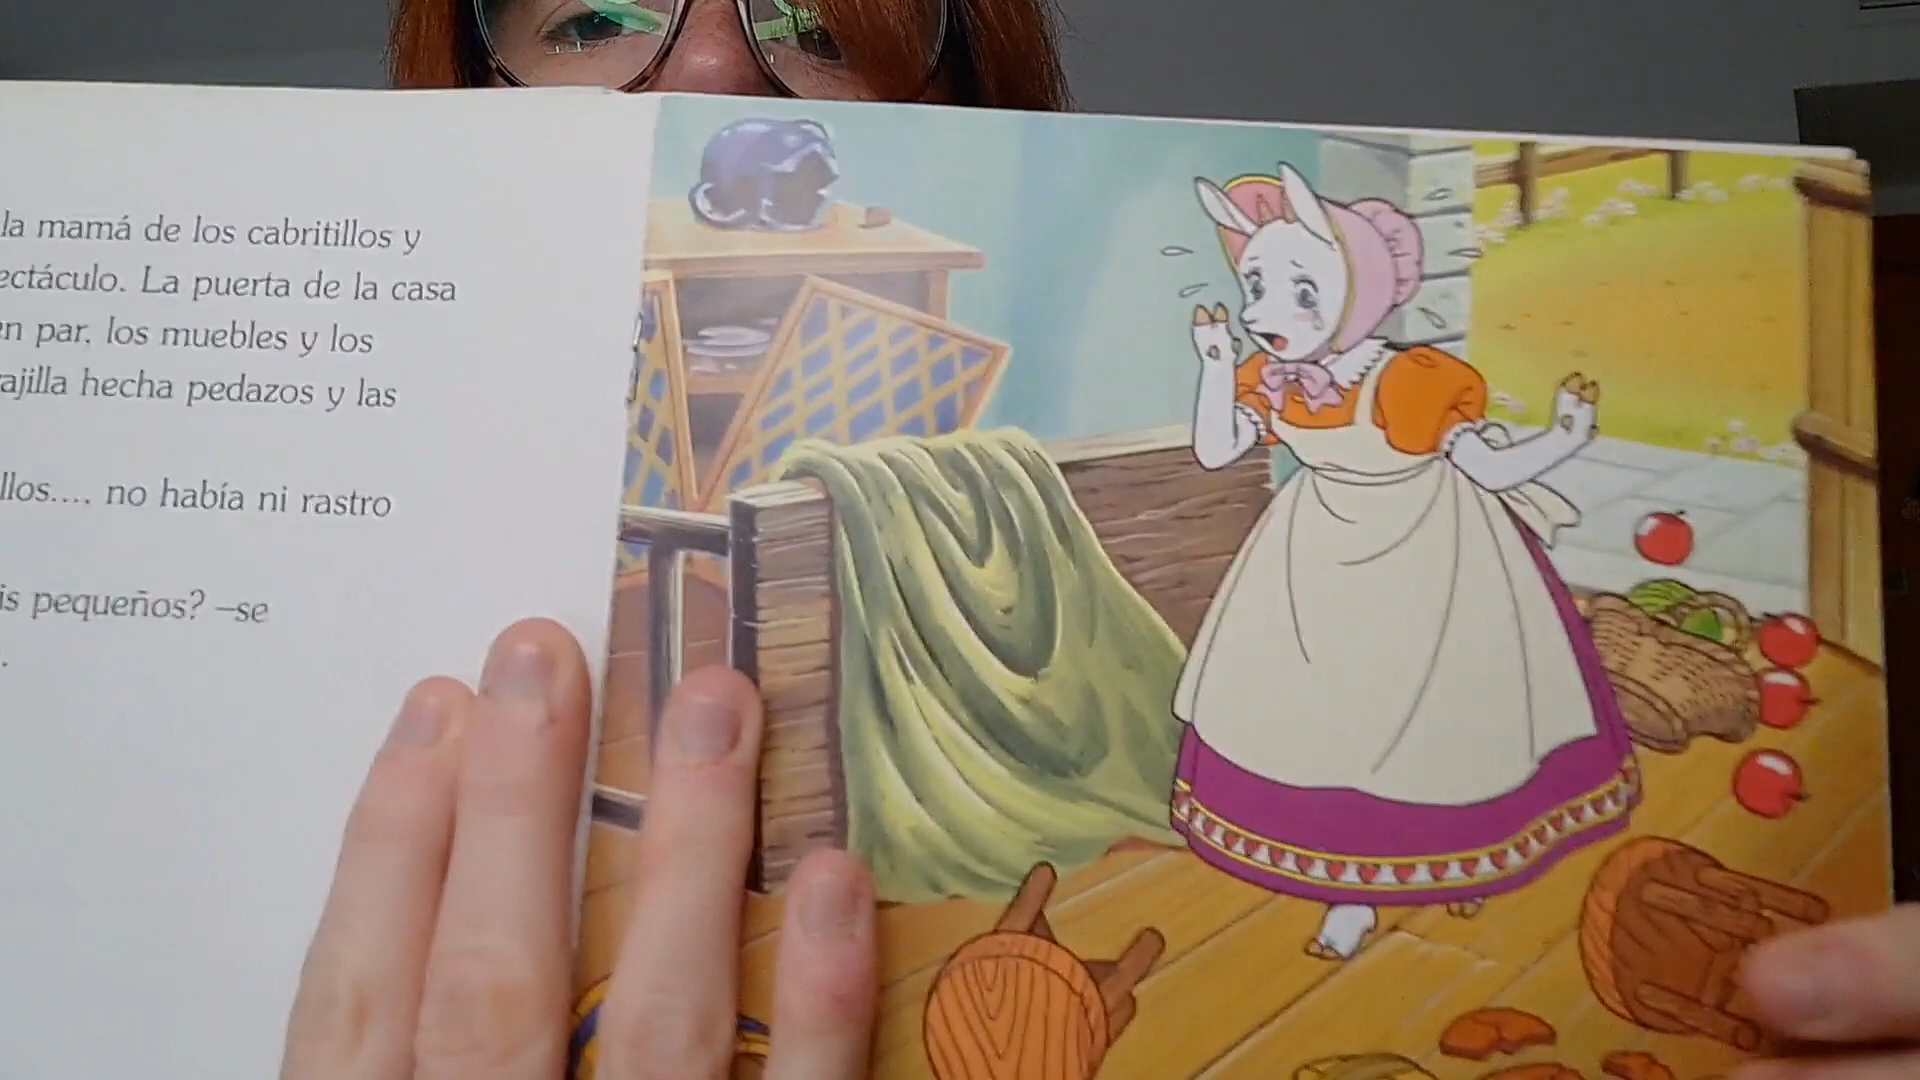 la mamá de los cabritillos y
ectáculo. La puerta de la casa
en par, los muebles y los
ajilla hecha pedazos y las
llos..., no había ni rastro
is pequeños? –se
.